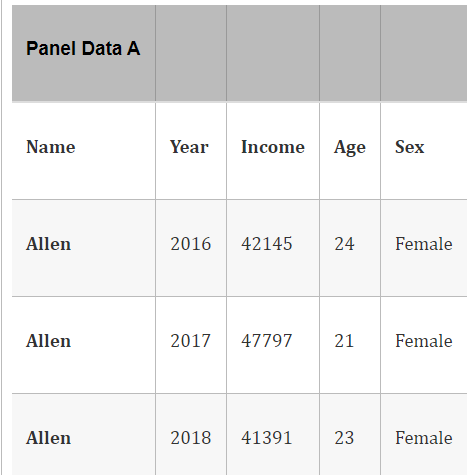 Panel Data A
Name Year Income Age Sex
Allen 2016 42145 24 Female
Allen 2017 47797 21 Female
Allen 2018 41391 23 Female